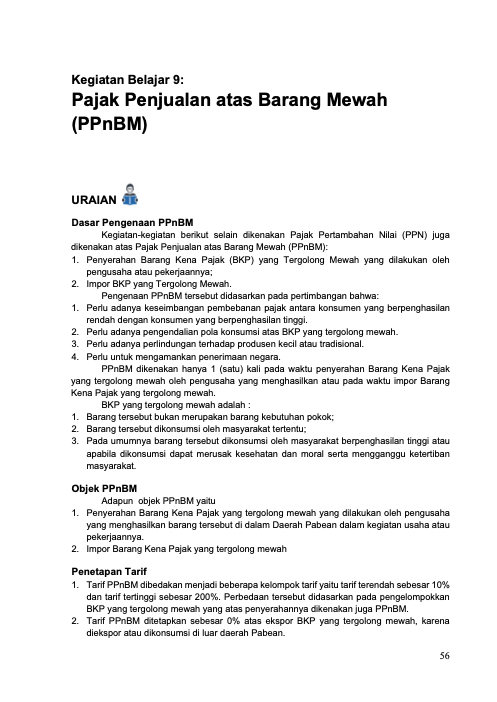 Kegiatan Belajar 9:
Pajak Penjualan atas Barang Mewah
(PPnBM)
URAIAN
Dasar Pengenaan PPnBM
Kegiatan-kegiatan berikut selain dikenakan Pajak Pertambahan Nilai (PPN) juga
dikenakan atas Pajak Penjualan atas Barang Mewah (PPnBM):
1. Penyerahan Barang Kena Pajak (BKP) yang Tergolong Mewah yang dilakukan oleh
pengusaha atau pekerjaannya;
2. Impor BKP yang Tergolong Mewah.
Pengenaan PPnBM tersebut didasarkan pada pertimbangan bahwa:
1. Perlu adanya keseimbangan pembebanan pajak antara konsumen yang berpenghasilan
rendah dengan konsumen yang berpenghasilan tinggi.
2. Perlu adanya pengendalian pola konsumsi atas BKP yang tergolong mewah.
3. Perlu adanya perlindungan terhadap produsen kecil atau tradisional.
4. Perlu untuk mengamankan penerimaan negara.
PPnBM dikenakan hanya 1 (satu) kali pada waktu penyerahan Barang Kena Pajak
yang tergolong mewah oleh pengusaha yang menghasilkan atau pada waktu impor Barang
Kena Pajak yang tergolong mewah.
BKP yang tergolong mewah adalah :
1. Barang tersebut bukan merupakan barang kebutuhan pokok;
2. Barang tersebut dikonsumsi oleh masyarakat tertentu;
3. Pada umumnya barang tersebut dikonsumsi oleh masyarakat berpenghasilan tinggi atau
apabila dikonsumsi dapat merusak kesehatan dan moral serta mengganggu ketertiban
masyarakat.
Objek PPnBM
Adapun objek PPnBM yaitu
1. Penyerahan Barang Kena Pajak yang tergolong mewah yang dilakukan oleh pengusaha
yang menghasilkan barang tersebut di dalam Daerah Pabean dalam kegiatan usaha atau
pekerjaannya.
2. Impor Barang Kena Pajak yang tergolong mewah
Penetapan Tarif
1. Tarif PPnBM dibedakan menjadi beberapa kelompok tarif yaitu tarif terendah sebesar 10%
dan tarif tertinggi sebesar 200%. Perbedaan tersebut didasarkan pada pengelompokkan
BKP yang tergolong mewah yang atas penyerahannya dikenakan juga PPnBM.
2. Tarif PPnBM ditetapkan sebesar 0% atas ekspor BKP yang tergolong mewah, karena
diekspor atau dikonsumsi di luar daerah Pabean.
56